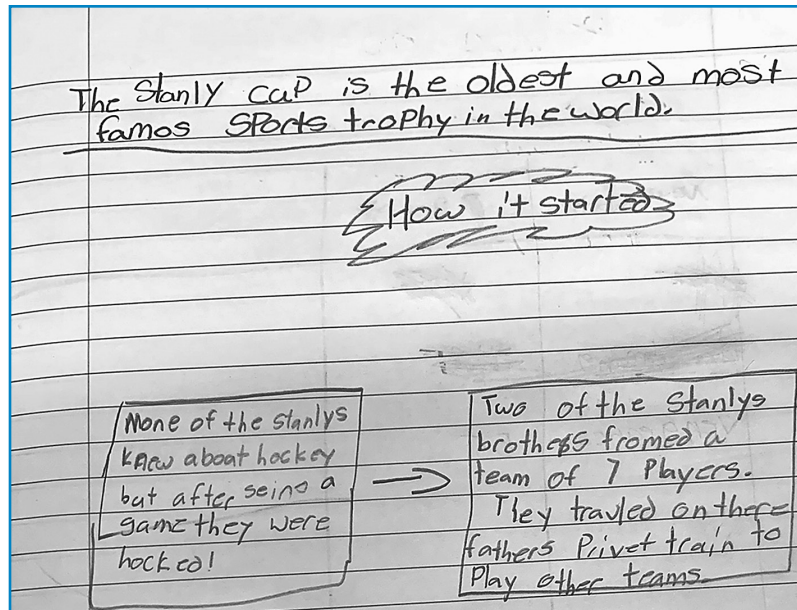 The Stanly cup is the oldest and most
famos sports trophy in the world.
How it started
None of the stanlys
knew aboat hockey
but after seing a
game they were
hocked!
Two of the Stanlys
brothers fromed a
team of 7 Players.
They travled on there
fathers Privet train to
Play other teams.